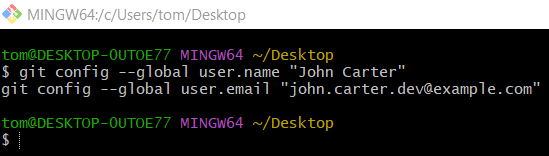 MINGW64:/c/Users/tom/Desktop
tom@DESKTOP-OUTOE77 MINGW64 ~/Desktop
$ git config --global user.name "John Carter"
git config --global user.email "john.carter.dev@example.com"
tom@DESKTOP-OUTOE77 MINGW64 ~/Desktop
$